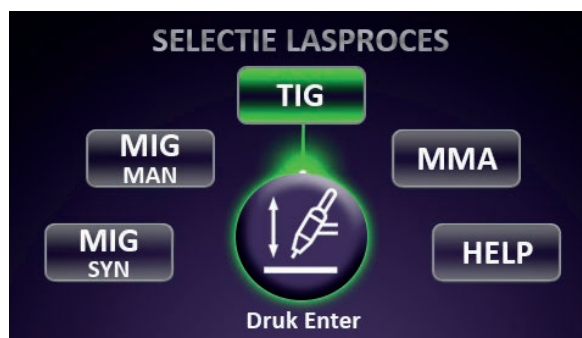 SELECTIE LASPROCES
TIG
MIG
MAN
MMA
MIG
SYN
HELP
Druk Enter